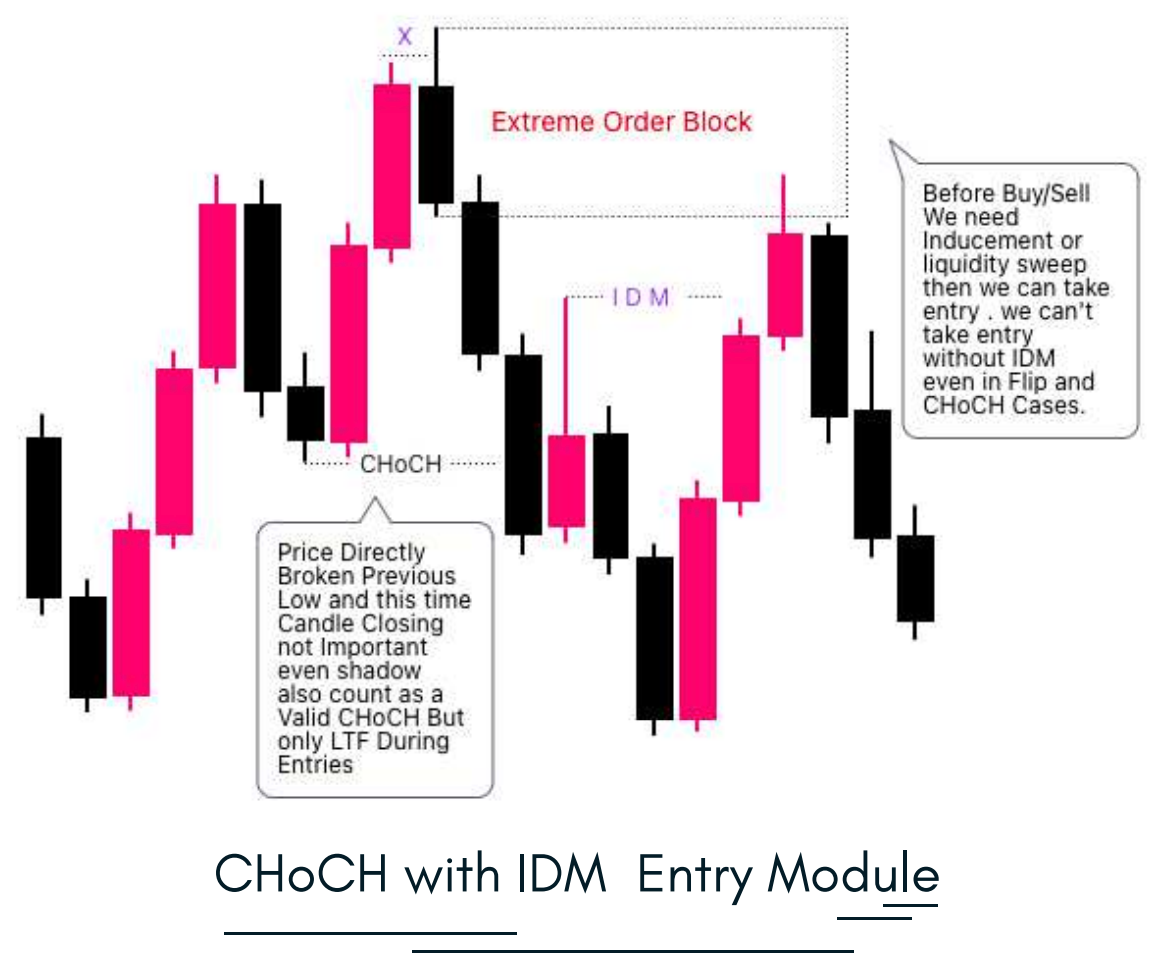 X
Extreme Order Block
Before Buy/Sell
We need
Inducement or
liquidity sweep
then we can take
entry . we can't
take entry
without IDM
even in Flip and
CHoCH Cases.
IDM
CHoCH
Price Directly
Broken Previous
Low and this time
Candle Closing
not Important
even shadow
also count as a
Valid CHoCH But
only LTF During
Entries
CHoCH with IDM Entry Module